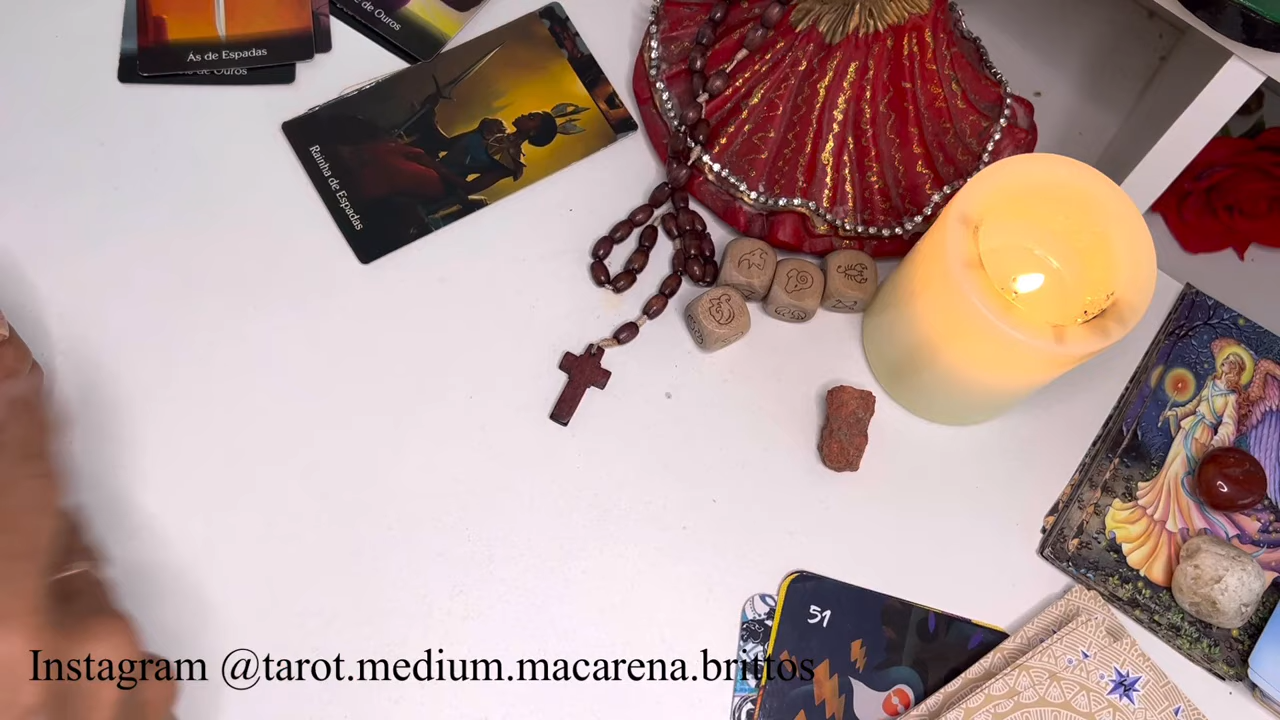 Ás de Espadas
de Ouros
e de Ouros
Rainha de Espadas
51
Instagram @tarot.medium.macarena.brittos